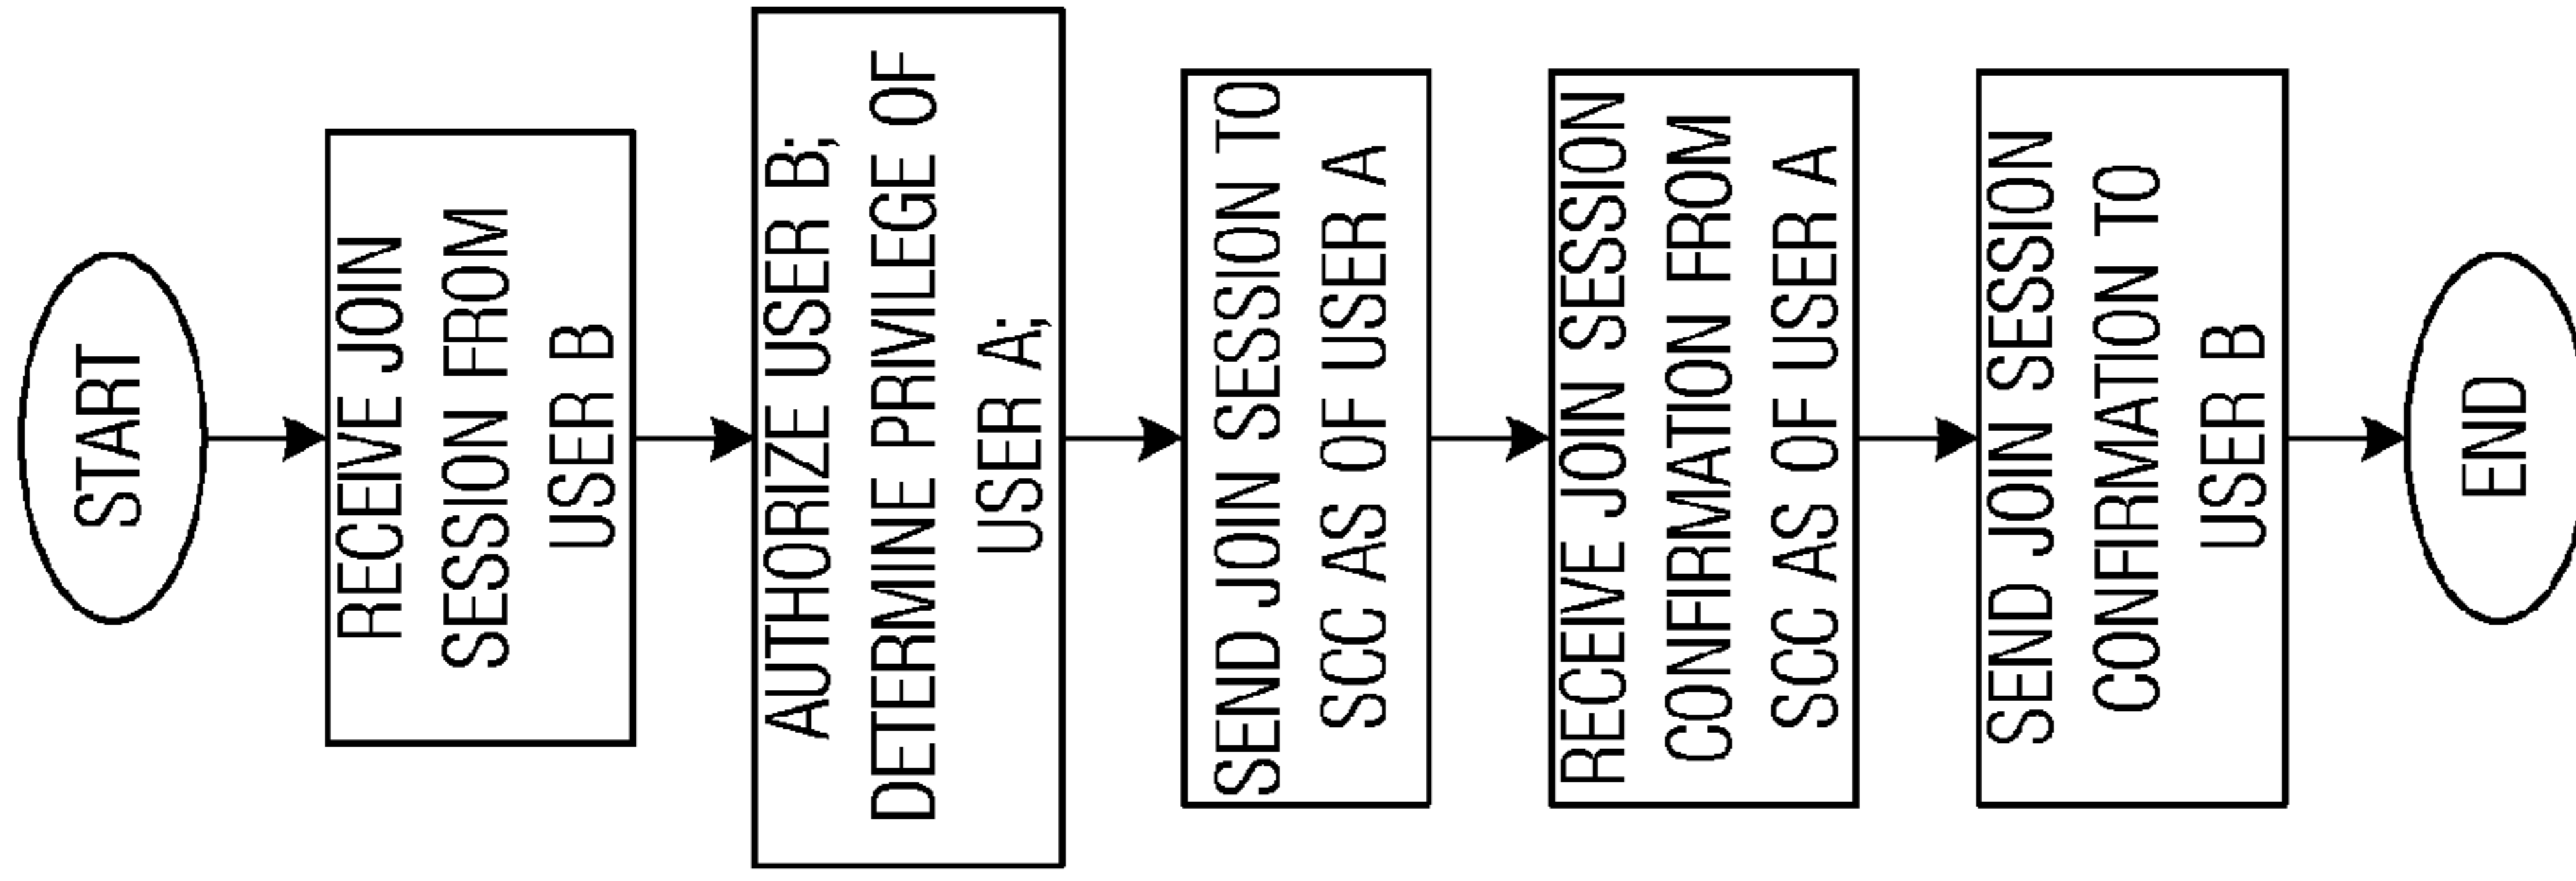 START
RECEIVE JOIN
SESSION FROM
USER B
AUTHORIZE USER B;
DETERMINE PRIVILEGE OF
USER A;
SEND JOIN SESSION TO
SCC AS OF USER A
RECEIVE JOIN SESSION
CONFIRMATION FROM
SCC AS OF USER A
SEND JOIN SESSION
CONFIRMATION TO
USER B
END